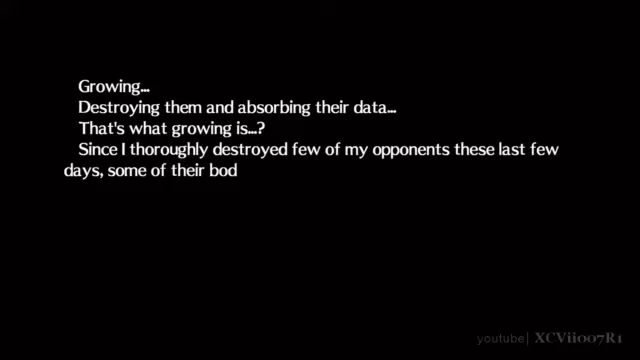 Growing...
Destroying them and absorbing their data...
That's what growing is...?
Since I thoroughly destroyed few of my opponents these last few
days, some of their bod
youtube| XCVii007R1